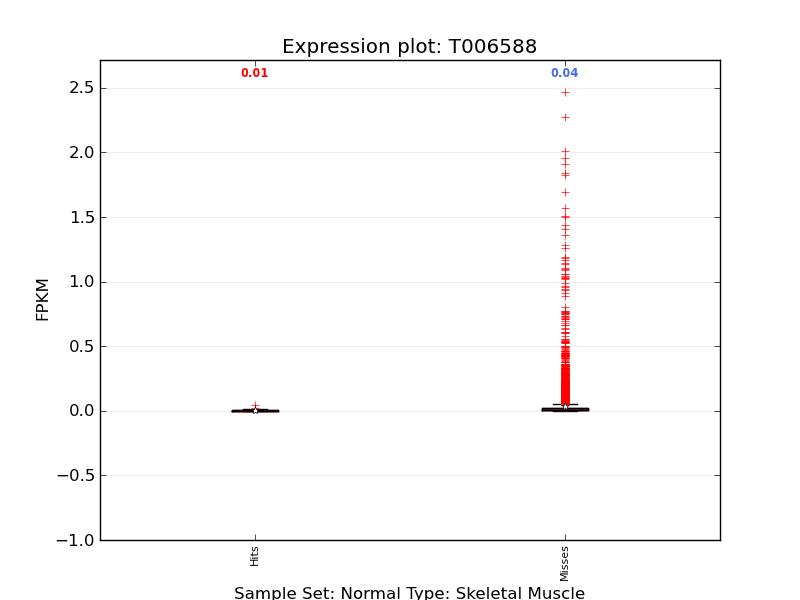 Expression plot: T006588
0.01
0.04
2.5
2.0
1.5
1.0
0.5
0.0
−0.5
−1.0
FPKM
Hits
Misses
Sample Set: Normal Type: Skeletal Muscle